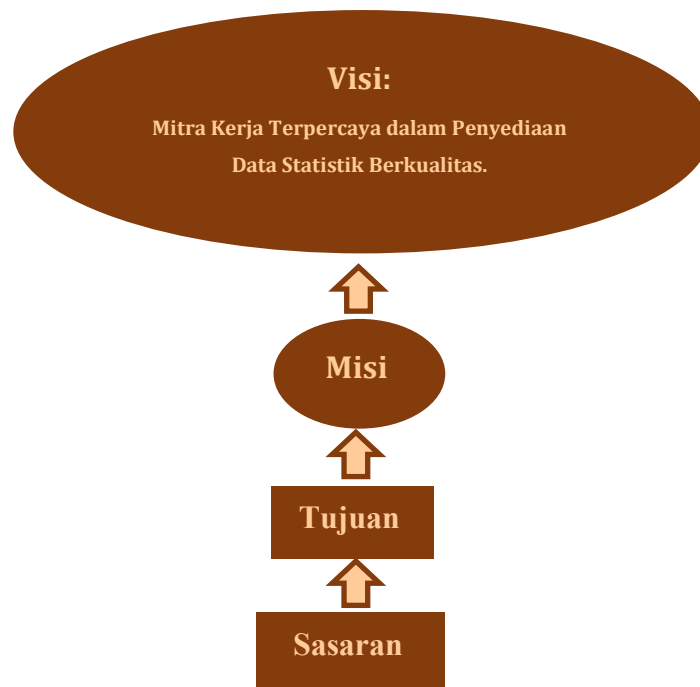 Visi:
Mitra Kerja Terpercaya dalam Penyediaan
Data Statistik Berkualitas.
Misi
Tujuan
Sasaran